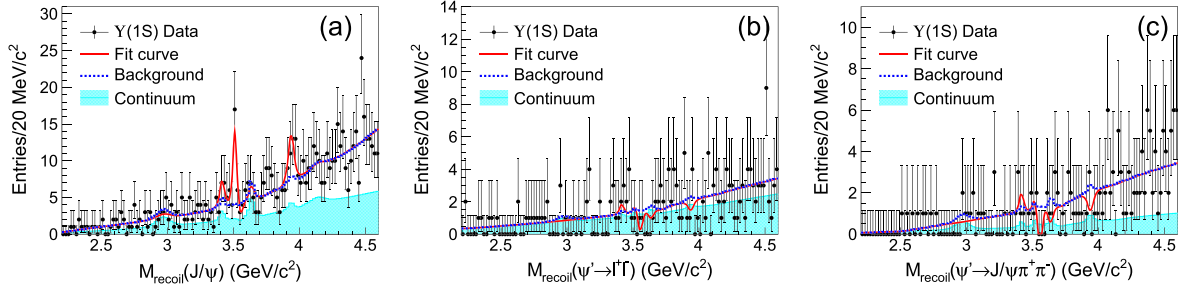 (a)
Entries/20 MeV/c²
30
25
20
15
10
5
0
ϒ(1S) Data
Fit curve
Background
Continuum
2.5 3 3.5 4 4.5
M_recoil(J/ψ) (GeV/c²)
(b)
Entries/20 MeV/c²
14
12
10
8
6
4
2
0
ϒ(1S) Data
Fit curve
Background
Continuum
2.5 3 3.5 4 4.5
M_recoil(ψ'→l⁺l⁻) (GeV/c²)
(c)
Entries/20 MeV/c²
10
8
6
4
2
0
ϒ(1S) Data
Fit curve
Background
Continuum
2.5 3 3.5 4 4.5
M_recoil(ψ'→J/ψπ⁺π⁻) (GeV/c²)